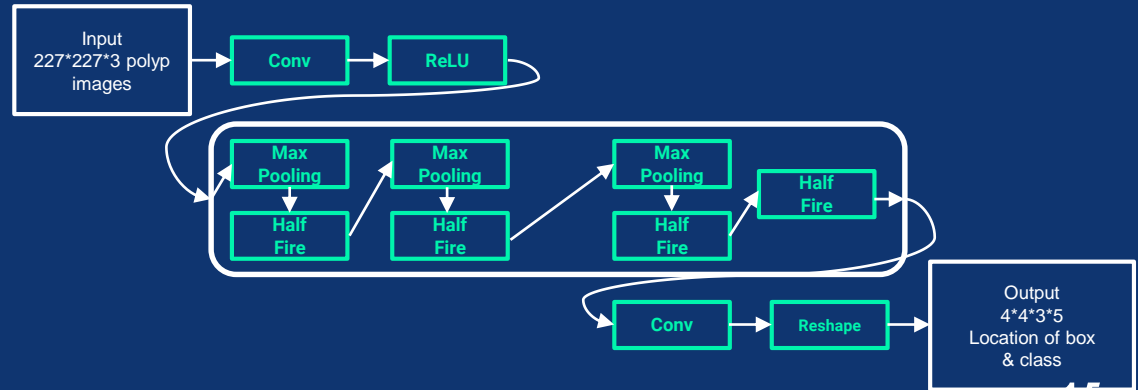 Input
227*227*3 polyp
images
Conv
ReLU
Max
Pooling
Half
Fire
Max
Pooling
Half
Fire
Max
Pooling
Half
Fire
Half
Fire
Conv
Reshape
Output
4*4*3*5
Location of box
& class